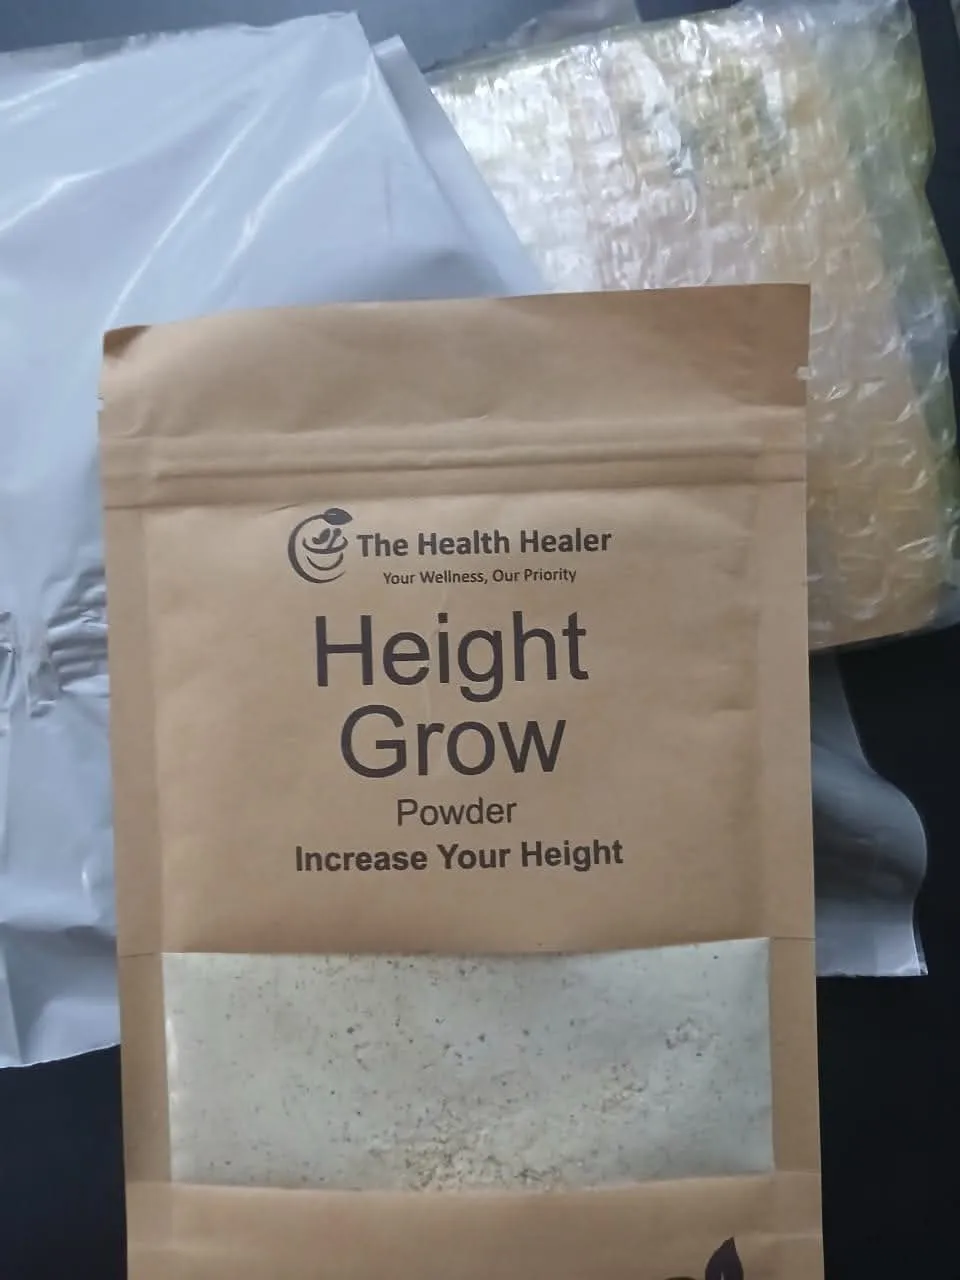 The Health Healer
Your Wellness, Our Priority
Height
Grow
Powder
Increase Your Height